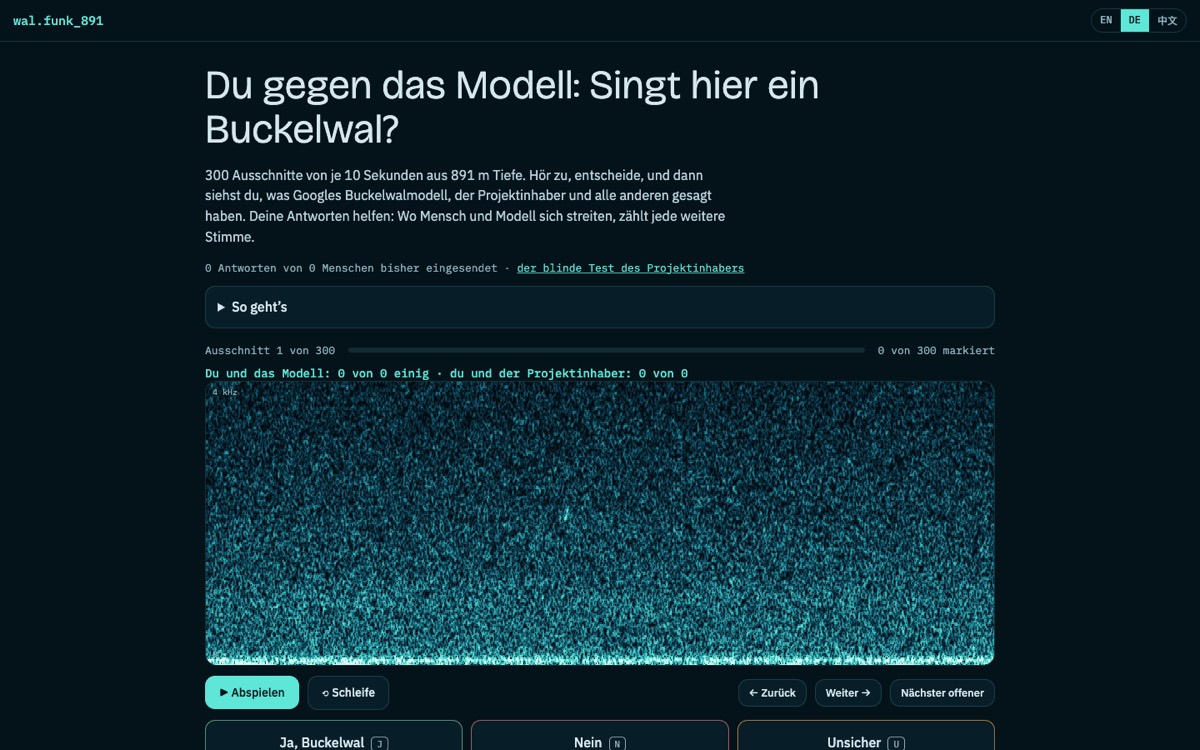 wal.funk_891
EN DE 中文
Du gegen das Modell: Singt hier ein
Buckelwal?
300 Ausschnitte von je 10 Sekunden aus 891 m Tiefe. Hör zu, entscheide, und dann
siehst du, was Googles Buckelwalmodell, der Projektinhaber und alle anderen gesagt
haben. Deine Antworten helfen: Wo Mensch und Modell sich streiten, zählt jede weitere
Stimme.
0 Antworten von 0 Menschen bisher eingesendet · der blinde Test des Projektinhabers
▶ So geht’s
Ausschnitt 1 von 300 0 von 300 markiert
Du und das Modell: 0 von 0 einig · du und der Projektinhaber: 0 von 0
4 kHz
▶ Abspielen ⟲ Schleife ← Zurück Weiter → Nächster offener
Ja, Buckelwal J Nein N Unsicher U